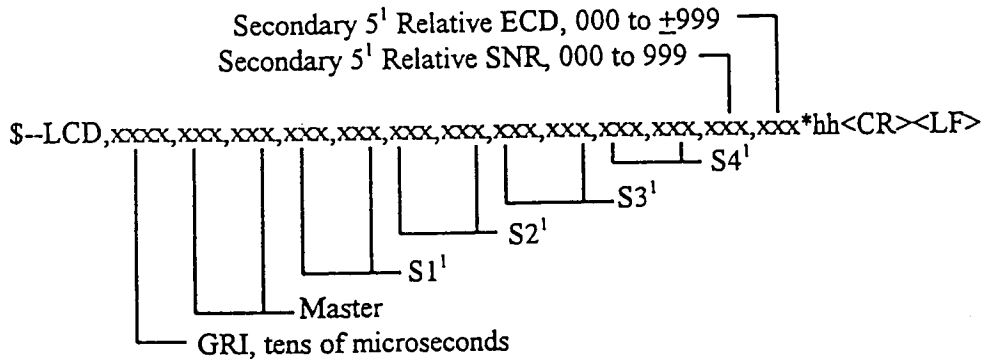 Secondary 5¹ Relative ECD, 000 to ±999
Secondary 5¹ Relative SNR, 000 to 999
$--LCD,xxxx,xxx,xxx,xxx,xxx,xxx,xxx,xxx,xxx,xxx,xxx,xxx,xxx*hh<CR><LF>
S4¹
S3¹
S2¹
S1¹
Master
GRI, tens of microseconds